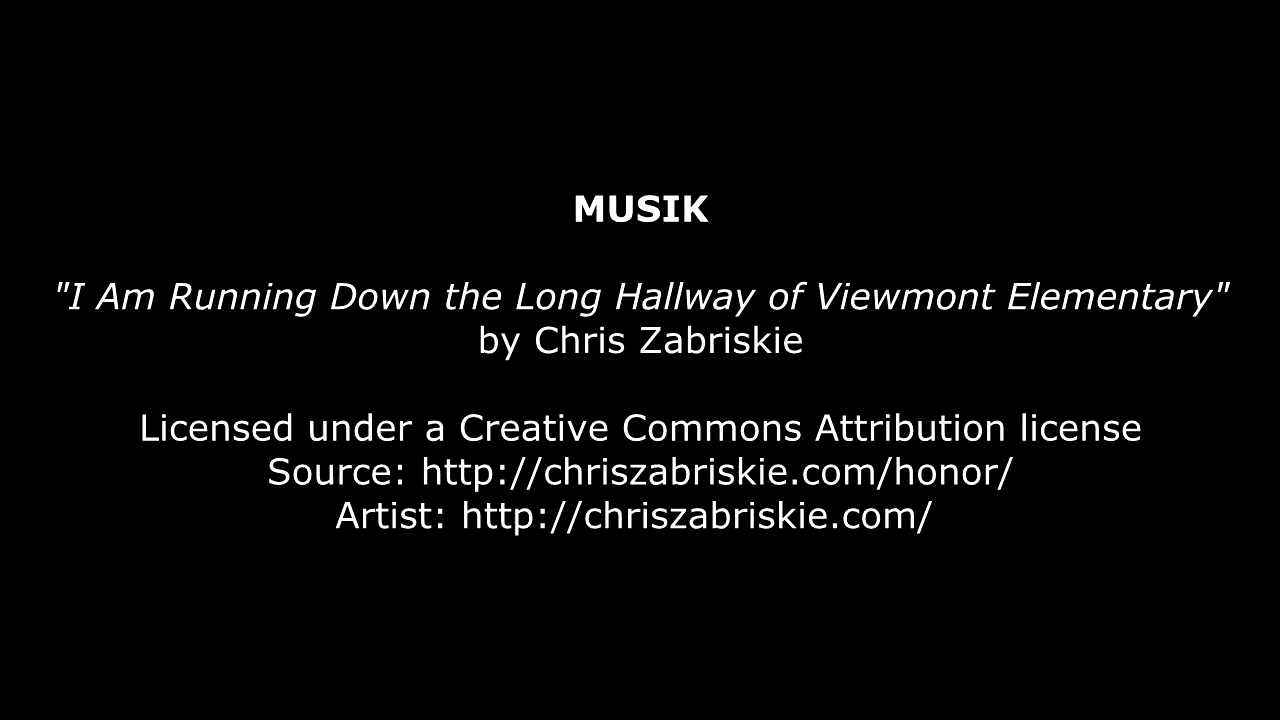 MUSIK
"I Am Running Down the Long Hallway of Viewmont Elementary"
by Chris Zabriskie
Licensed under a Creative Commons Attribution license
Source: http://chriszabriskie.com/honor/
Artist: http://chriszabriskie.com/